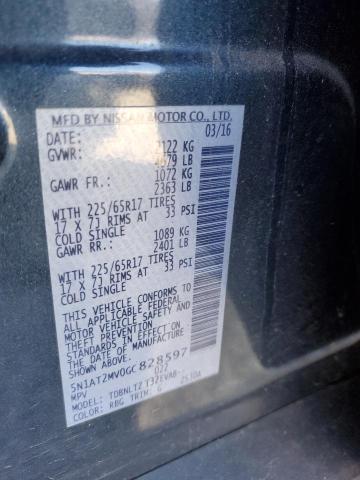 MFD BY NISSAN MOTOR CO., LTD.
DATE: 03/16
GVWR: 2122 KG
4679 LB
GAWR FR.: 1072 KG
2363 LB
WITH 225/65R17 TIRES
17 X 7J RIMS AT 33 PSI
COLD SINGLE
GAWR RR.: 1089 KG
2401 LB
WITH 225/65R17 TIRES
17 X 7J RIMS AT 33 PSI
COLD SINGLE
THIS VEHICLE CONFORMS TO
ALL APPLICABLE FEDERAL
MOTOR VEHICLE SAFETY
AND THEFT PREVENTION
STANDARDS IN EFFECT ON
THE DATE OF MANUFACTURE
SHOWN ABOVE.
5N1AT2MV0GC828597
MPV 027
MODEL:
COLOR: RBG TRIM: G